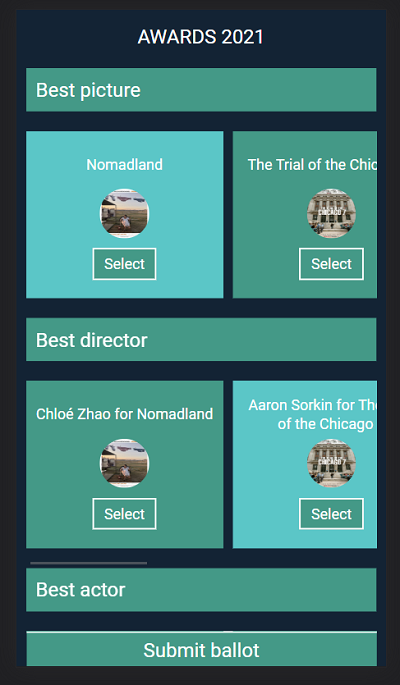 AWARDS 2021
Best picture
Nomadland
The Trial of the Chic
Select
Select
Best director
Chloé Zhao for Nomadland
Aaron Sorkin for The
of the Chicago
Select
Select
Best actor
Submit ballot